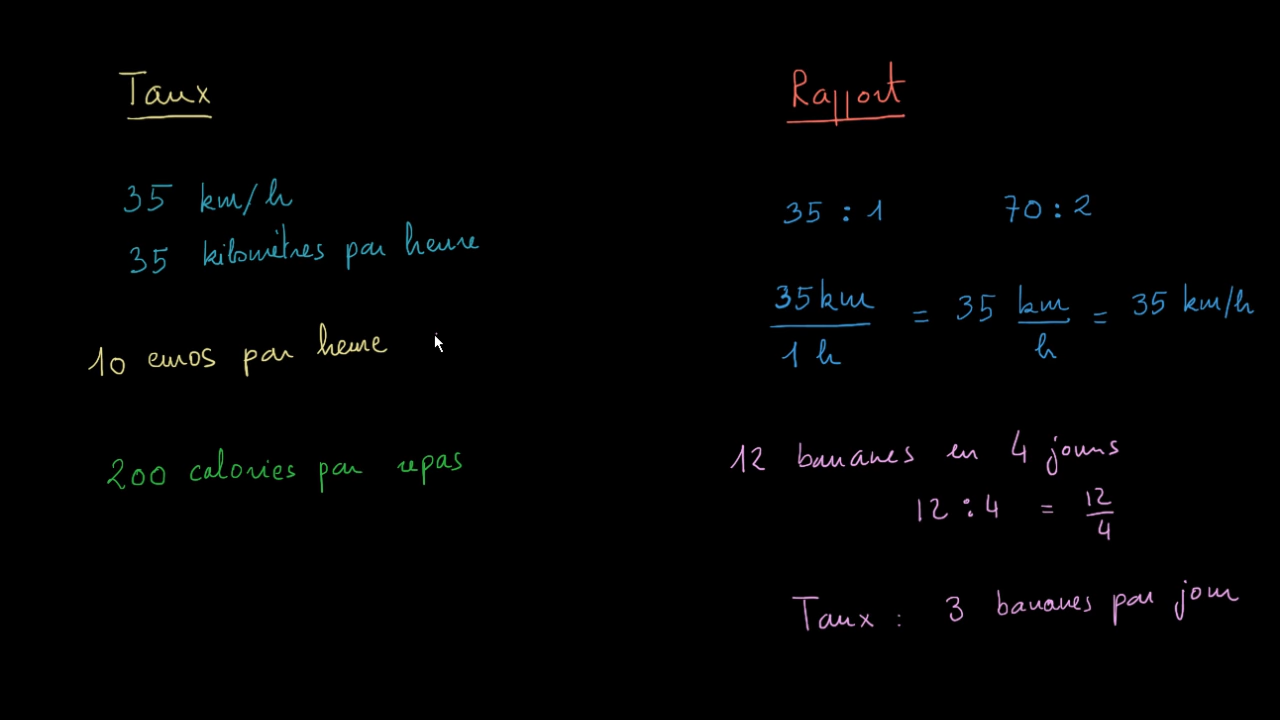 Taux
35 km/h
35 kilomètres par heure
10 euros par heure
200 calories par repas
Rapport
35 : 1 70 : 2
35 km / 1 h = 35 km / h = 35 km/h
12 bananes en 4 jours
12 : 4 = 12 / 4
Taux : 3 bananes par jour